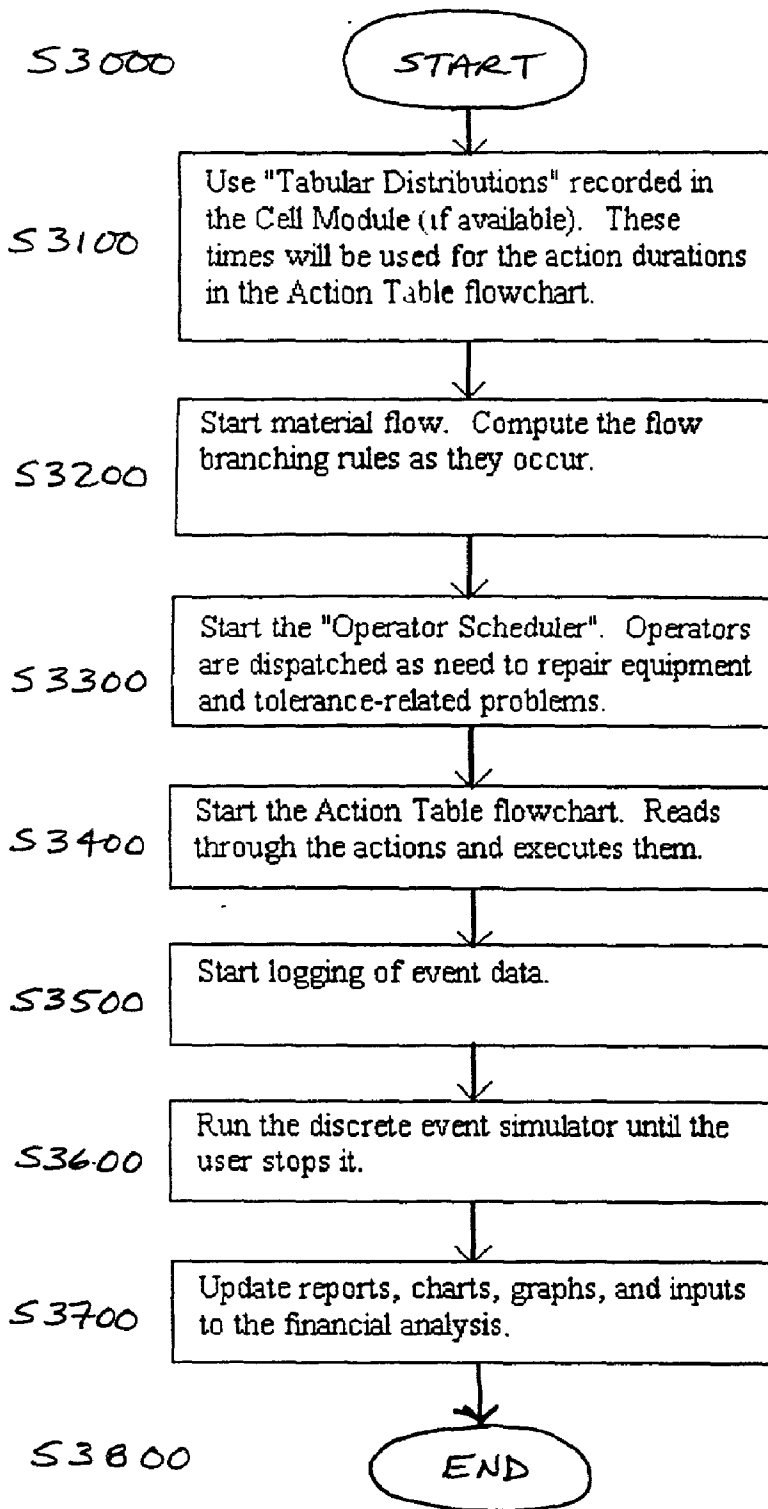 S3000
START
S3100
Use "Tabular Distributions" recorded in
the Cell Module (if available). These
times will be used for the action durations
in the Action Table flowchart.
S3200
Start material flow. Compute the flow
branching rules as they occur.
S3300
Start the "Operator Scheduler". Operators
are dispatched as need to repair equipment
and tolerance-related problems.
S3400
Start the Action Table flowchart. Reads
through the actions and executes them.
S3500
Start logging of event data.
S3600
Run the discrete event simulator until the
user stops it.
S3700
Update reports, charts, graphs, and inputs
to the financial analysis.
S3800
END